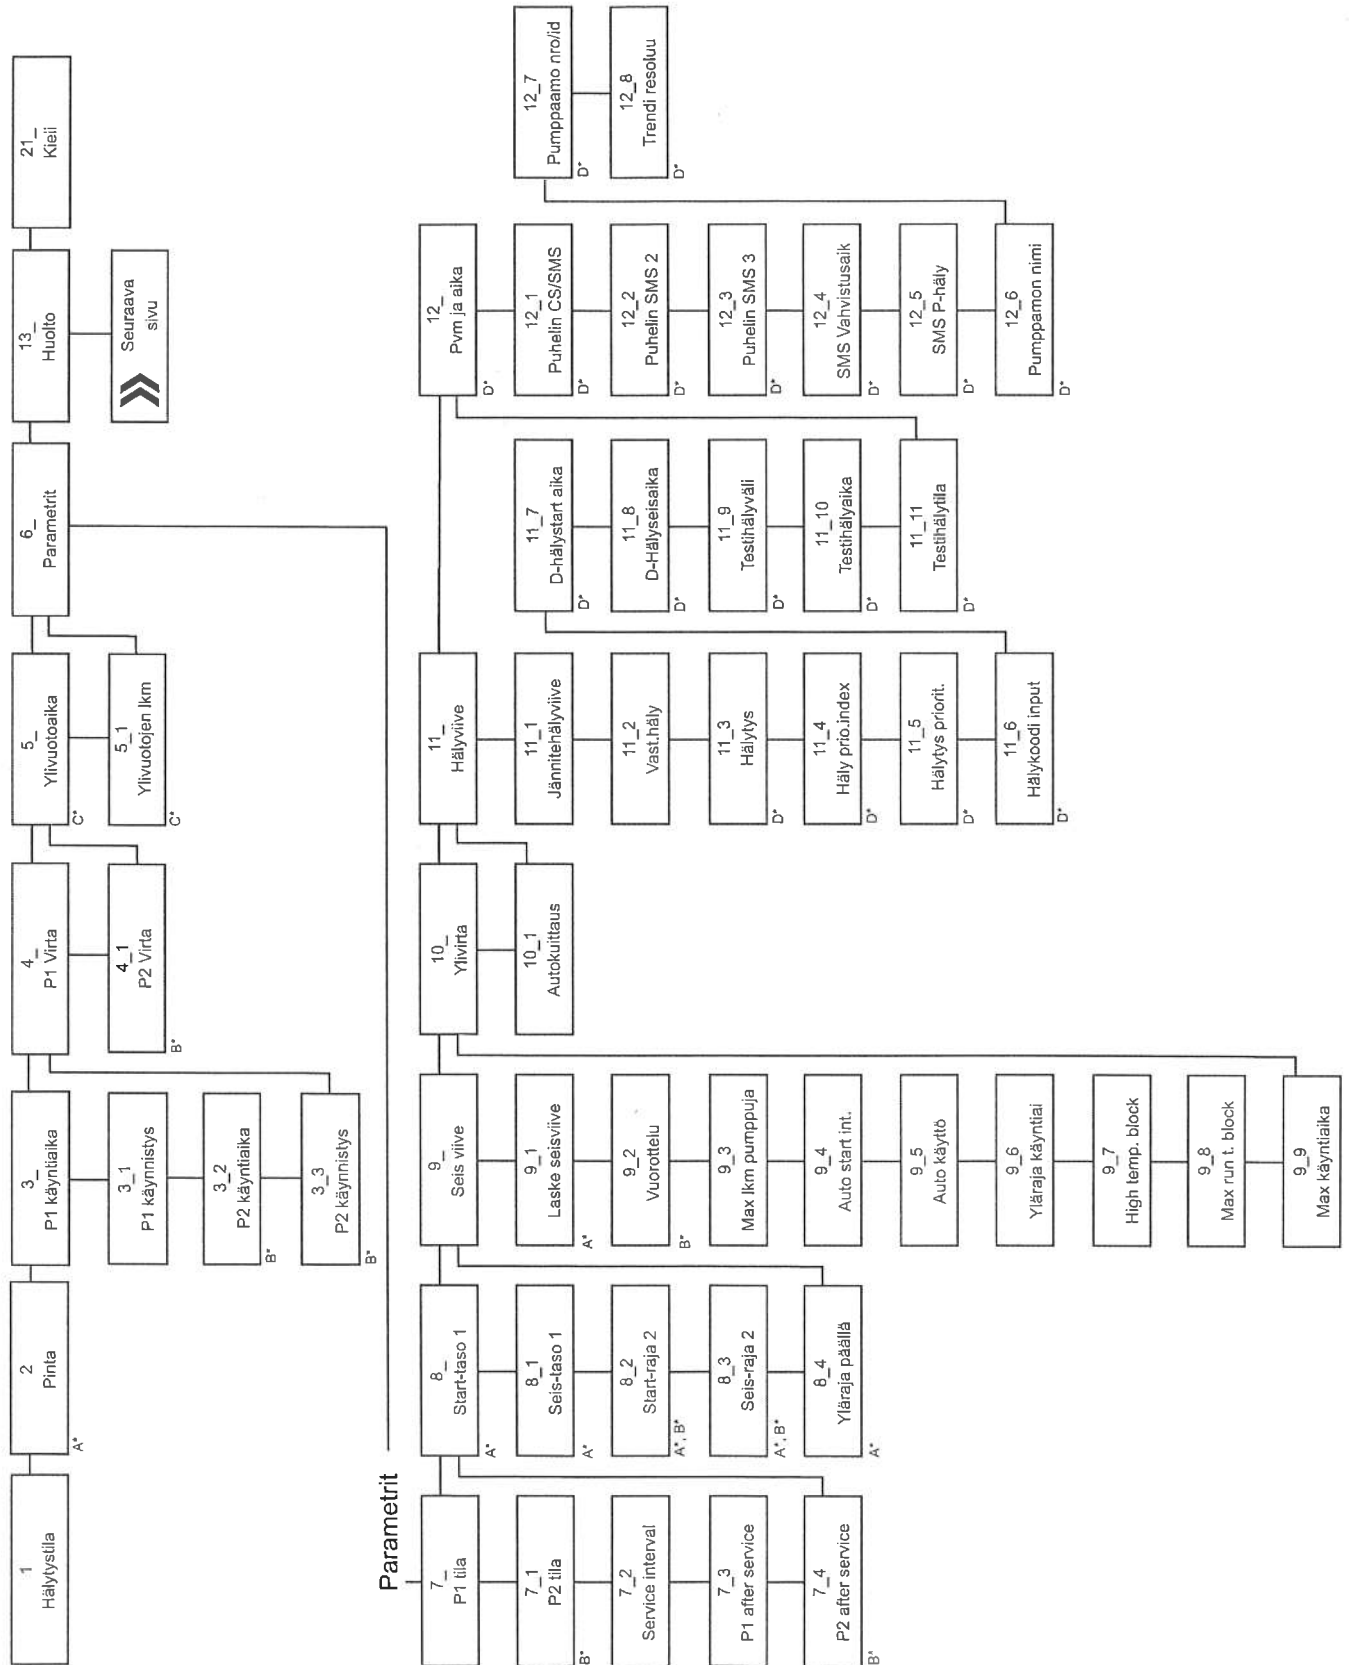 1
Hälytystila
2
Pinta
A*
3_
P1 käyntiaika
3_1
P1 käynnistys
3_2
P2 käyntiaika
B*
3_3
P2 käynnistys
B*
4_
P1 Virta
4_1
P2 Virta
B*
5_
Ylivuotoaika
C*
5_1
Ylivuotojen lkm
C*
6_
Parametrit
13_
Huolto
Seuraava
sivu
21_
Kieli
Parametrit
7_
P1 tila
7_1
P2 tila
B*
7_2
Service interval
7_3
P1 after service
7_4
P2 after service
B*
8_
Start-taso 1
A*
8_1
Seis-taso 1
A*
8_2
Start-raja 2
A*, B*
8_3
Seis-raja 2
A*, B*
8_4
Yläraja päällä
A*
9_
Seis viive
9_1
Laske seisviive
A*
9_2
Vuorottelu
B*
9_3
Max lkm pumppuja
9_4
Auto start int.
9_5
Auto käyttö
9_6
Yläraja käyntiai
9_7
High temp. block
9_8
Max run t. block
9_9
Max käyntiaika
10_
Ylivirta
10_1
Autokuittaus
11_
Hälyviive
11_1
Jännitehälyviive
11_2
Vast.häly
11_3
Hälytys
D*
11_4
Häly prio.index
D*
11_5
Hälytys priorit.
D*
11_6
Hälykoodi input
D*
11_7
D-hälystart aika
D*
11_8
D-Hälyseisaika
D*
11_9
Testihälyväli
D*
11_10
Testihälyaika
D*
11_11
Testihälytila
D*
12_
Pvm ja aika
D*
12_1
Puhelin CS/SMS
D*
12_2
Puhelin SMS 2
D*
12_3
Puhelin SMS 3
D*
12_4
SMS Vahvistusaik
D*
12_5
SMS P-häly
D*
12_6
Pumppamon nimi
D*
12_7
Pumppaamo nro/id
D*
12_8
Trendi resoluu
D*